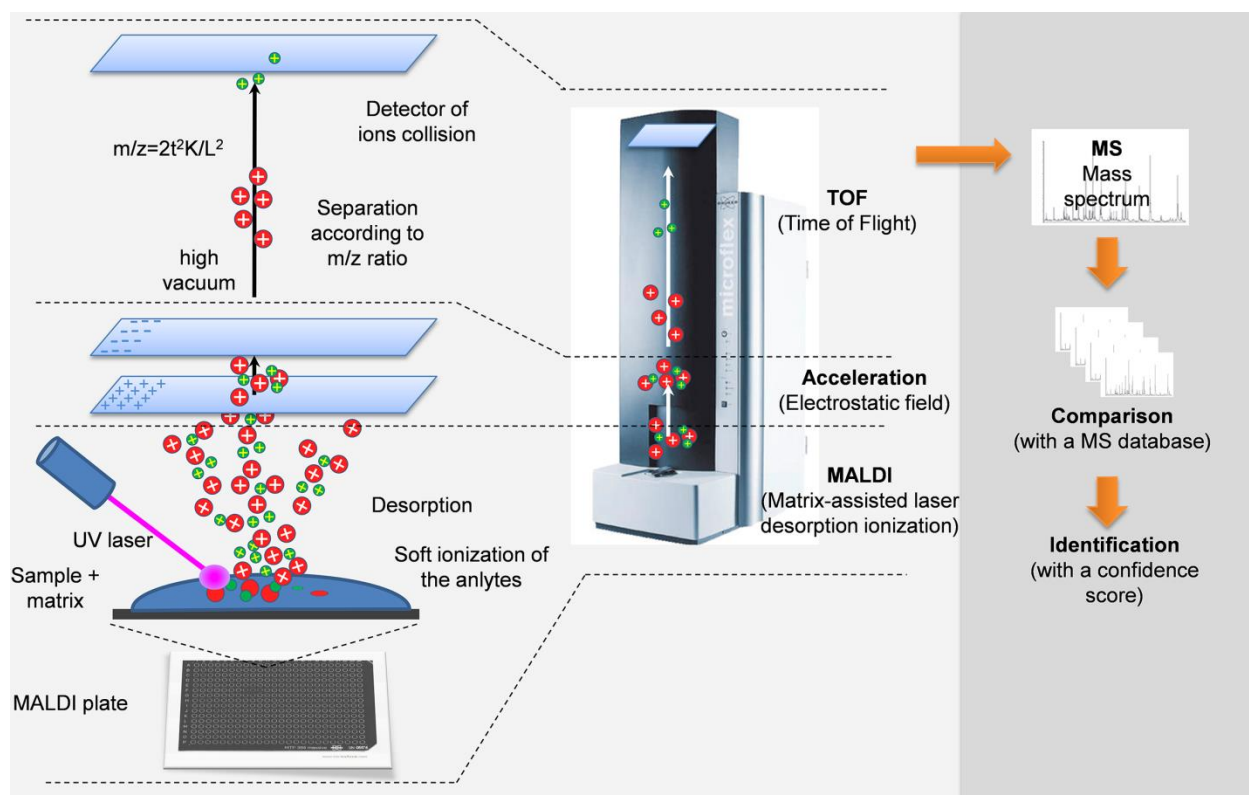 Detector of
ions collision
m/z=2t²K/L²
Separation
according to
m/z ratio
high
vacuum
Desorption
UV laser
Soft ionization of
the anlytes
Sample +
matrix
MALDI plate
microflex
TOF
(Time of Flight)
Acceleration
(Electrostatic field)
MALDI
(Matrix-assisted laser
desorption ionization)
MS
Mass
spectrum
Comparison
(with a MS database)
Identification
(with a confidence
score)